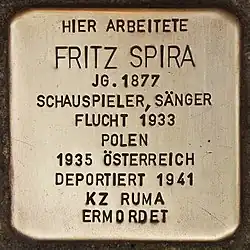 HIER ARBEITETE
FRITZ SPIRA
JG. 1877
SCHAUSPIELER, SÄNGER
FLUCHT 1933
POLEN
1935 ÖSTERREICH
DEPORTIERT 1941
KZ RUMA
ERMORDET